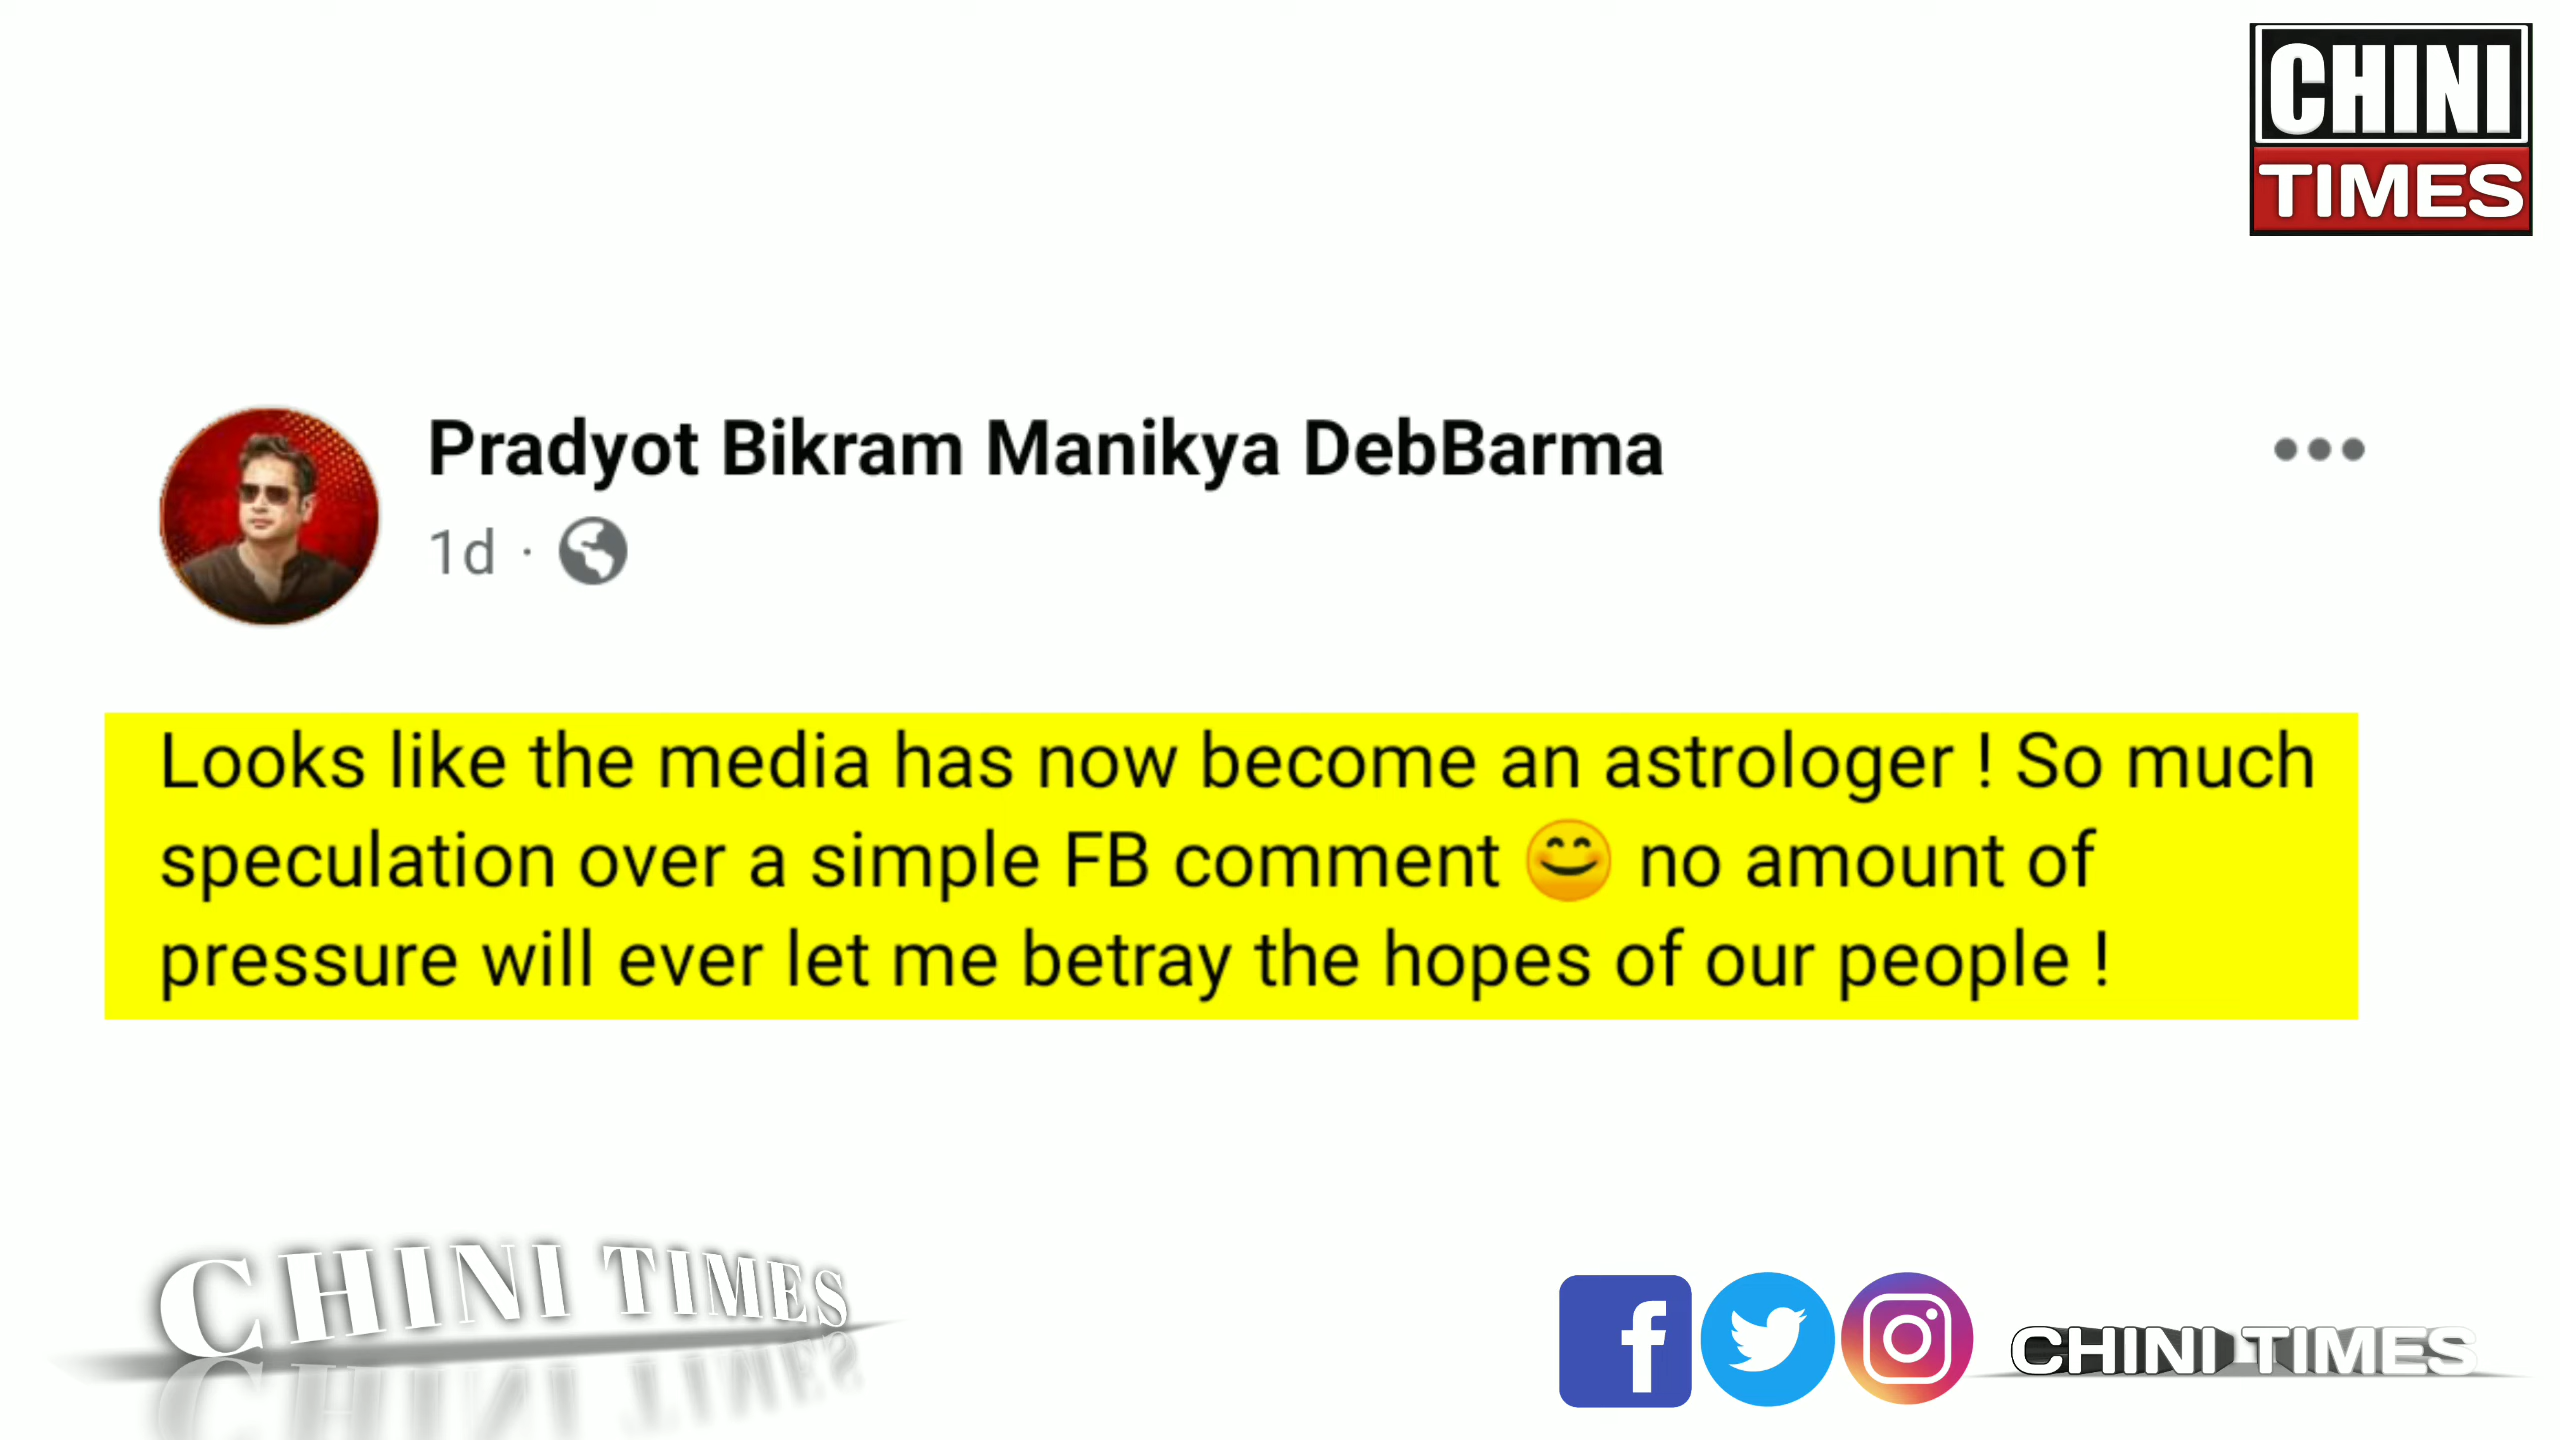 CHINI
TIMES
Pradyot Bikram Manikya DebBarma
1d ·
Looks like the media has now become an astrologer ! So much
speculation over a simple FB comment 😊 no amount of
pressure will ever let me betray the hopes of our people !
CHINI TIMES
CHINI TIMES